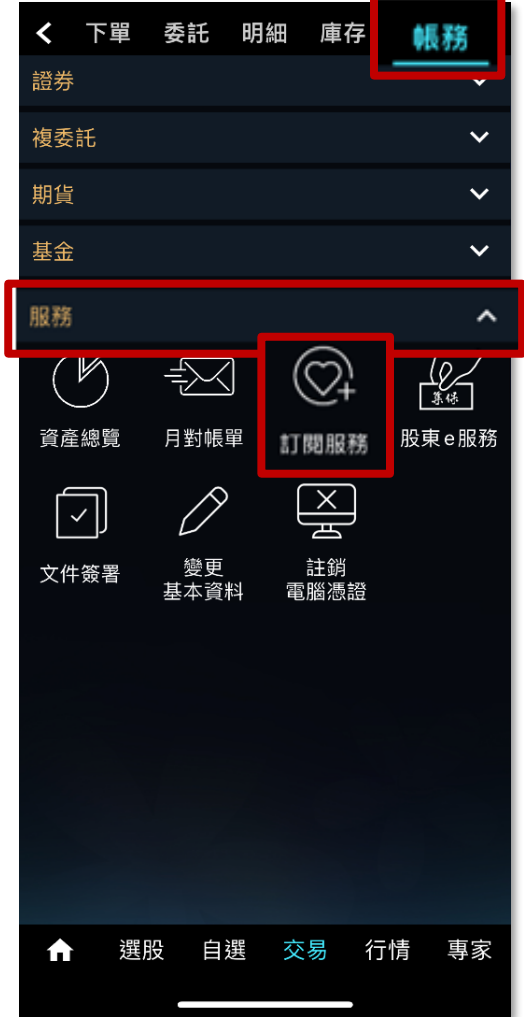 下單 委託 明細 庫存 帳務
證券
複委託
期貨
基金
服務
集保
資產總覽 月對帳單 訂閱服務 股東e服務
文件簽署 變更 註銷
基本資料 電腦憑證
選股 自選 交易 行情 專家